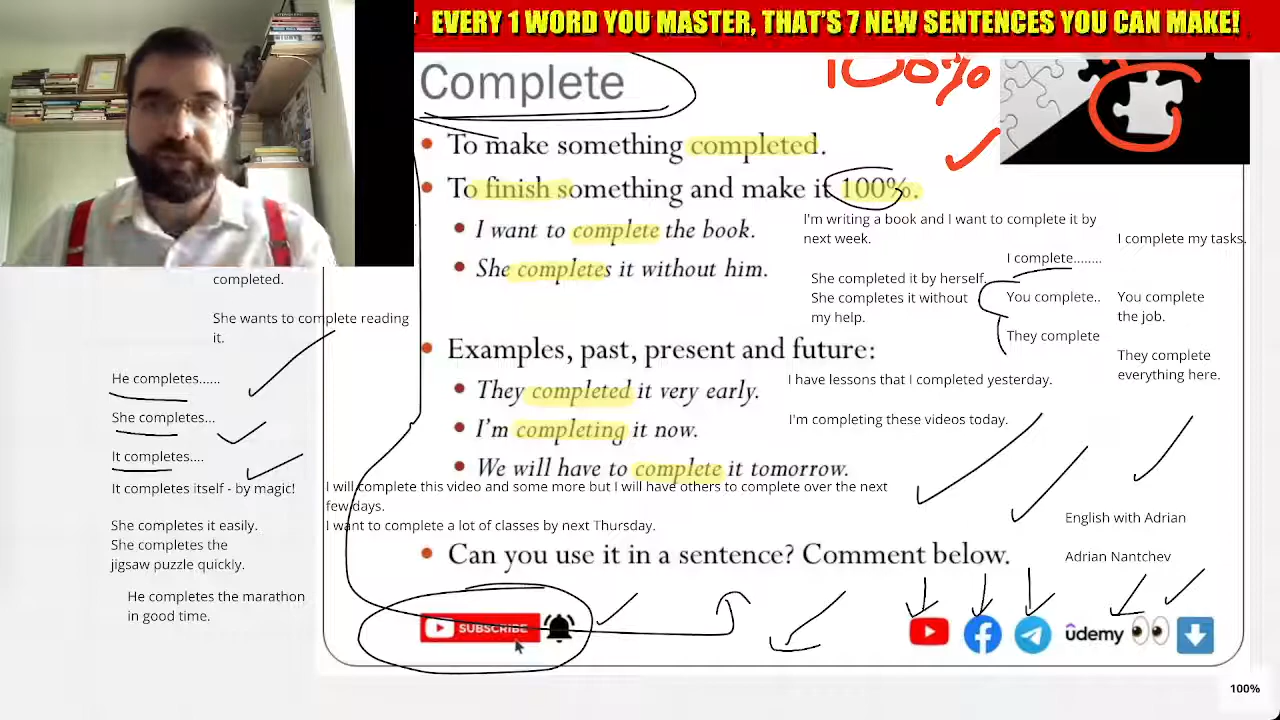 EVERY 1 WORD YOU MASTER, THAT'S 7 NEW SENTENCES YOU CAN MAKE!
Complete
100%
To make something completed.
To finish something and make it 100%.
I want to complete the book.
She completes it without him.
I'm writing a book and I want to complete it by
next week.
She completed it by herself.
She completes it without
my help.
I complete........
You complete..
They complete
I complete my tasks.
You complete
the job.
They complete
everything here.
completed.
She wants to complete reading
it.
He completes......
She completes...
It completes....
It completes itself - by magic!
She completes it easily.
She completes the
jigsaw puzzle quickly.
He completes the marathon
in good time.
Examples, past, present and future:
They completed it very early.
I'm completing it now.
We will have to complete it tomorrow.
I have lessons that I completed yesterday.
I'm completing these videos today.
I will complete this video and some more but I will have others to complete over the next
few days.
I want to complete a lot of classes by next Thursday.
Can you use it in a sentence? Comment below.
English with Adrian
Adrian Nantchev
SUBSCRIBE
ûdemy
100%